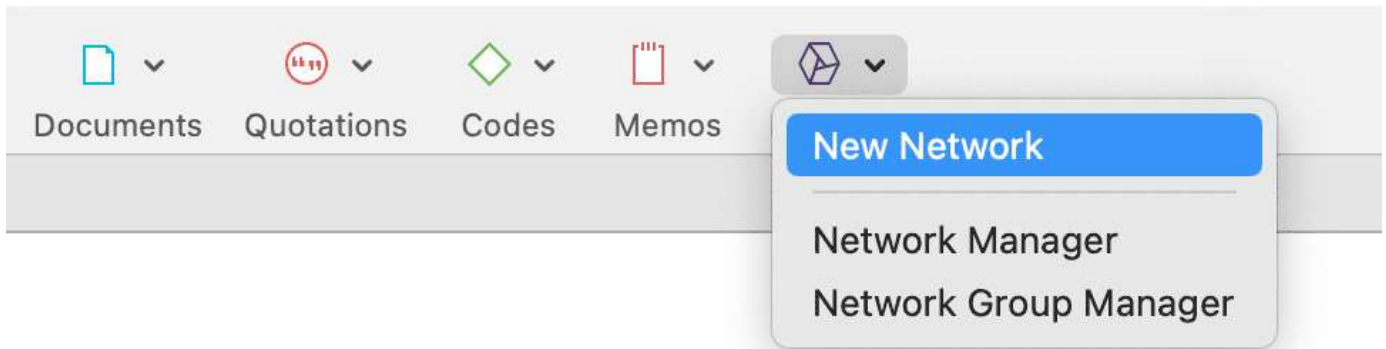 Documents Quotations Codes Memos
New Network
Network Manager
Network Group Manager